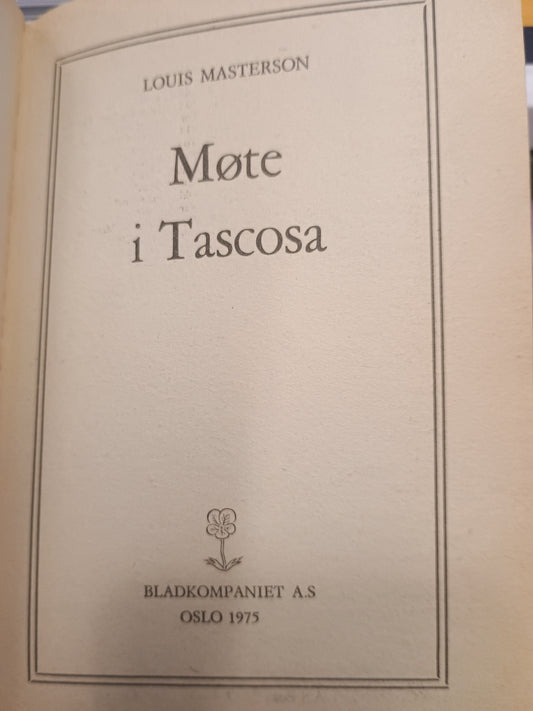 LOUIS MASTERSON
Møte
i Tascosa
BLADKOMPANIET A.S
OSLO 1975